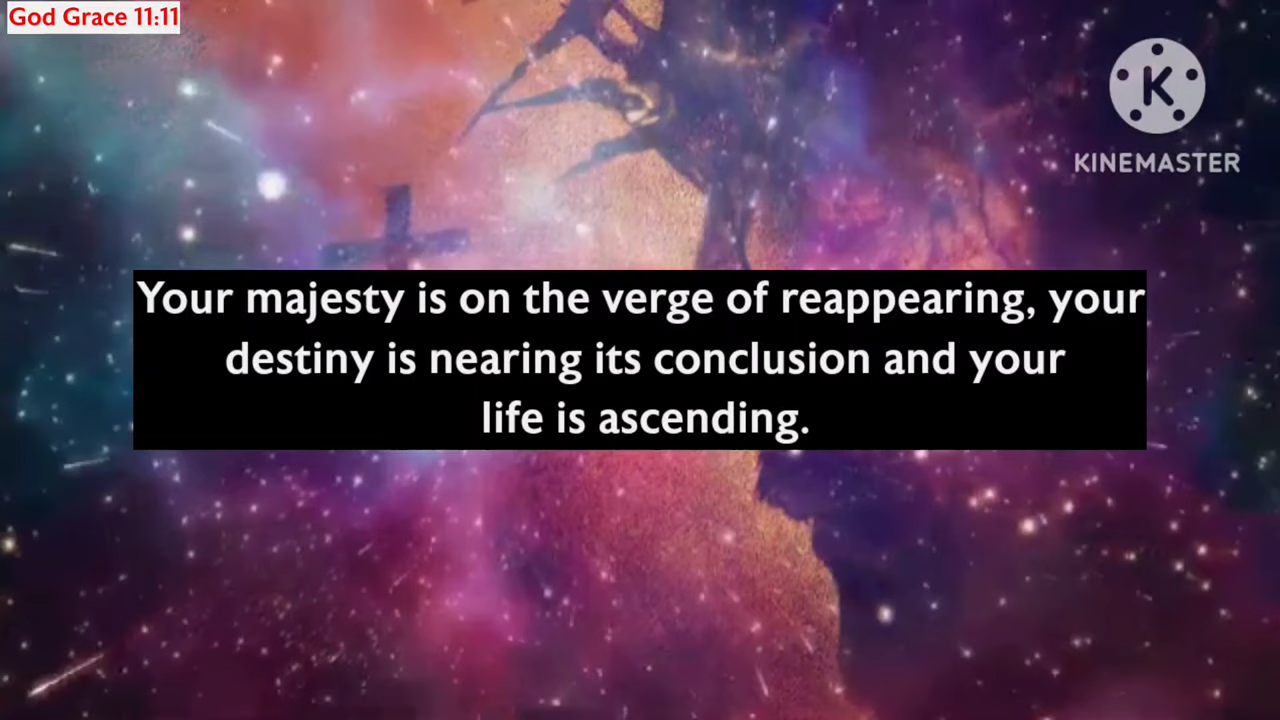 God Grace 11:11
K
KINEMASTER
Your majesty is on the verge of reappearing, your
destiny is nearing its conclusion and your
life is ascending.